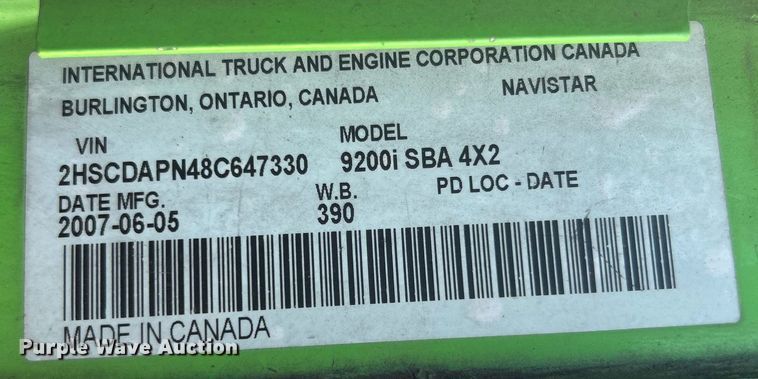 INTERNATIONAL TRUCK AND ENGINE CORPORATION CANADA
BURLINGTON, ONTARIO, CANADA NAVISTAR
VIN MODEL
2HSCDAPN48C647330 9200i SBA 4X2
DATE MFG. W.B. PD LOC - DATE
2007-06-05 390
MADE IN CANADA
Purple Wave Auction